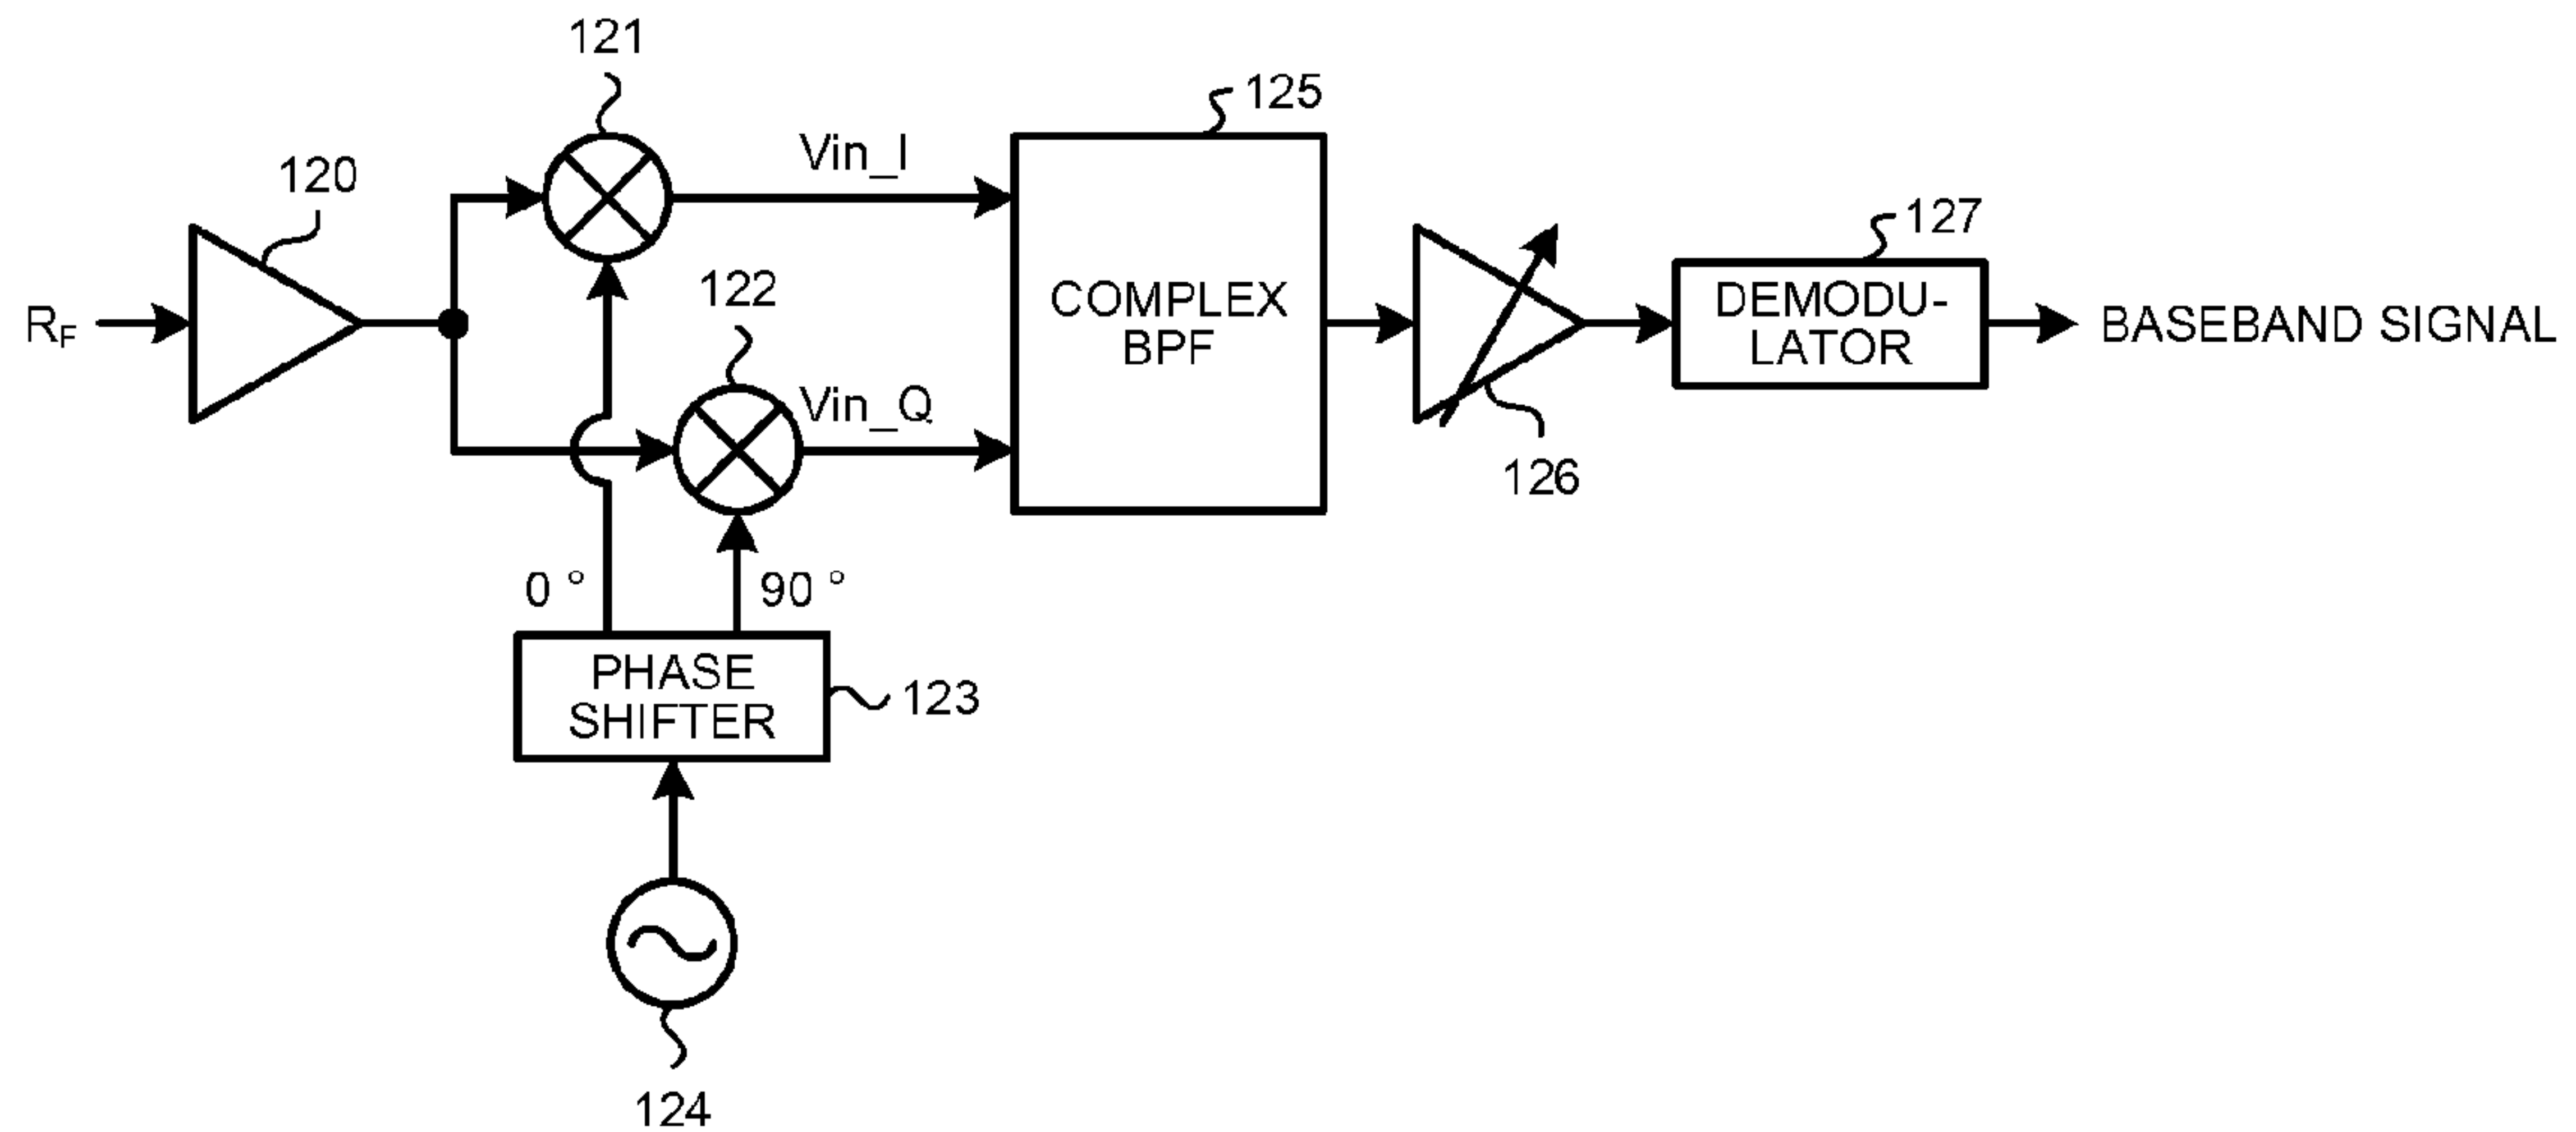 121
125
Vin_I
120
127
122
COMPLEX
BPF
DEMODU-
LATOR
RF
BASEBAND SIGNAL
Vin_Q
126
0 °
90 °
PHASE
SHIFTER
123
124